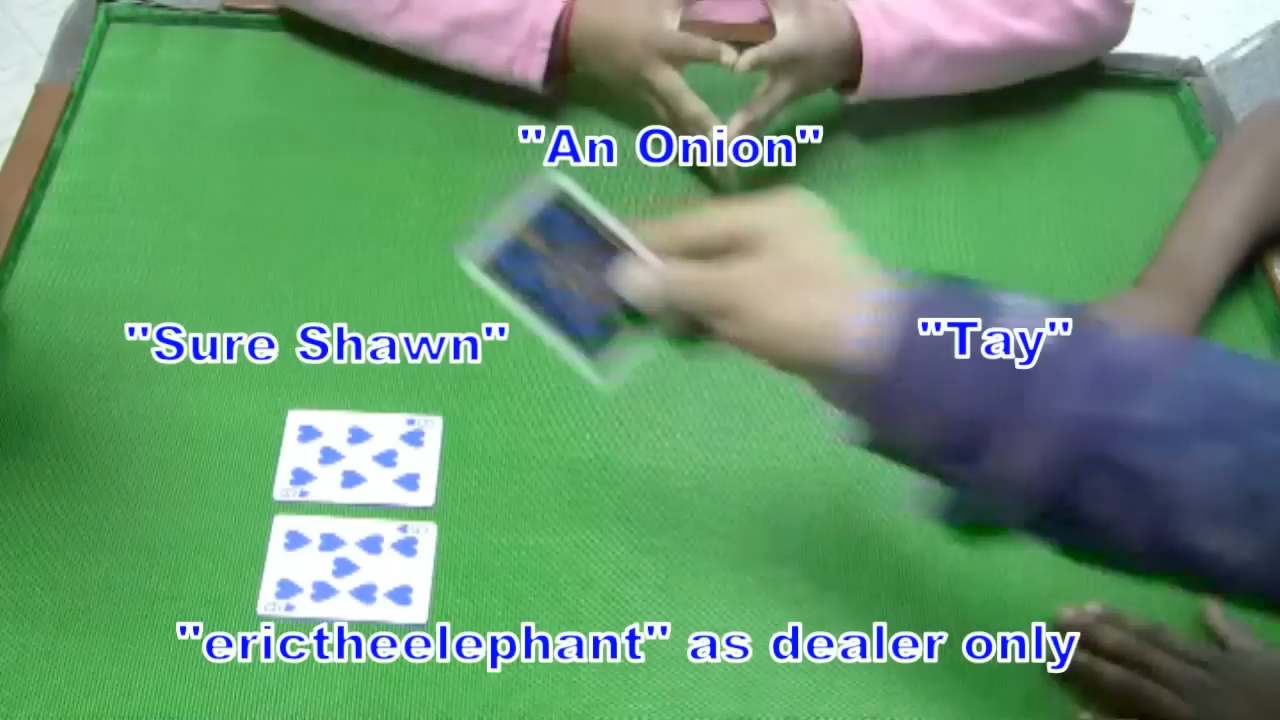 "An Onion"
"Sure Shawn"
"Tay"
"erictheelephant" as dealer only